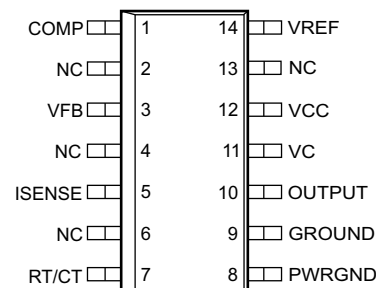 COMP 1 14 VREF
NC 2 13 NC
VFB 3 12 VCC
NC 4 11 VC
ISENSE 5 10 OUTPUT
NC 6 9 GROUND
RT/CT 7 8 PWRGND